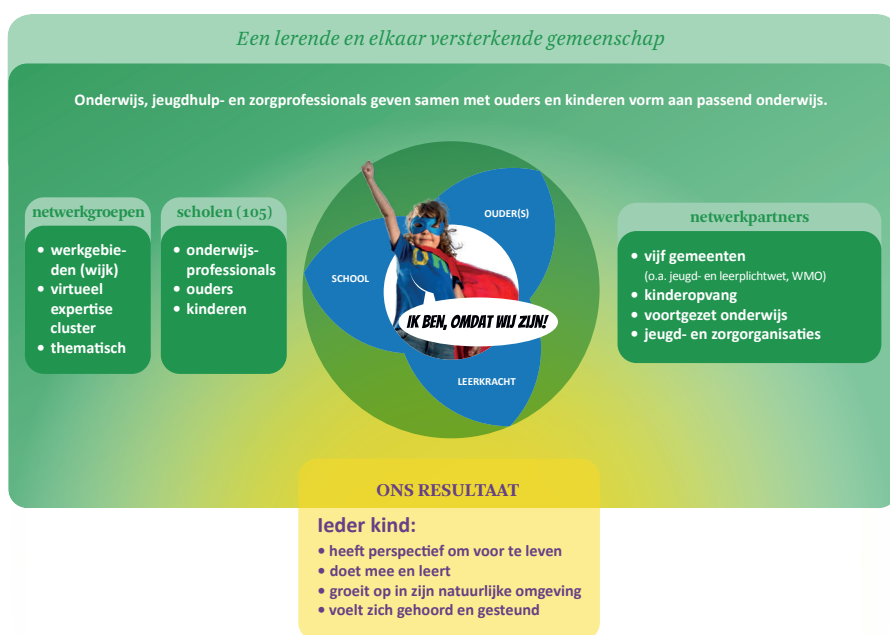 Een lerende en elkaar versterkende gemeenschap
Onderwijs, jeugdhulp- en zorgprofessionals geven samen met ouders en kinderen vorm aan passend onderwijs.
netwerkgroepen
• werkgebie-
den (wijk)
• virtueel
expertise
cluster
• thematisch
scholen (105)
• onderwijs-
professionals
• ouders
• kinderen
OUDER(S)
SCHOOL
IK BEN, OMDAT WIJ ZIJN!
LEERKRACHT
netwerkpartners
• vijf gemeenten
(o.a. jeugd- en leerplichtwet, WMO)
• kinderopvang
• voortgezet onderwijs
• jeugd- en zorgorganisaties
ONS RESULTAAT
Ieder kind:
• heeft perspectief om voor te leven
• doet mee en leert
• groeit op in zijn natuurlijke omgeving
• voelt zich gehoord en gesteund